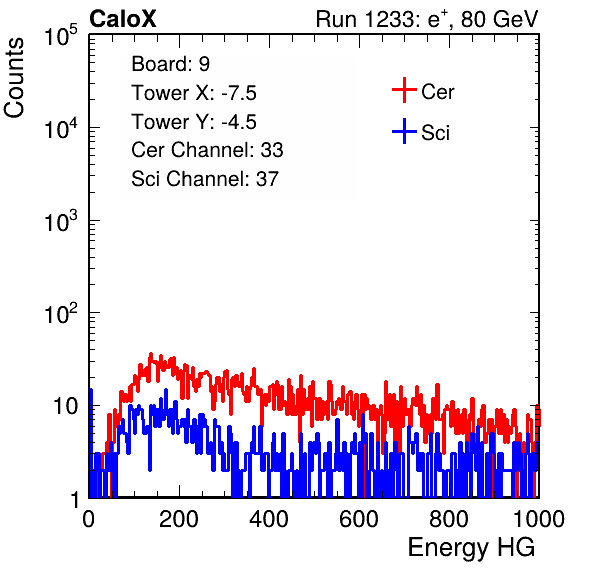 CaloX
Run 1233: e⁺, 80 GeV
Counts
10⁵
10⁴
10³
10²
10
1
Board: 9
Tower X: -7.5
Tower Y: -4.5
Cer Channel: 33
Sci Channel: 37
Cer
Sci
0 200 400 600 800 1000
Energy HG